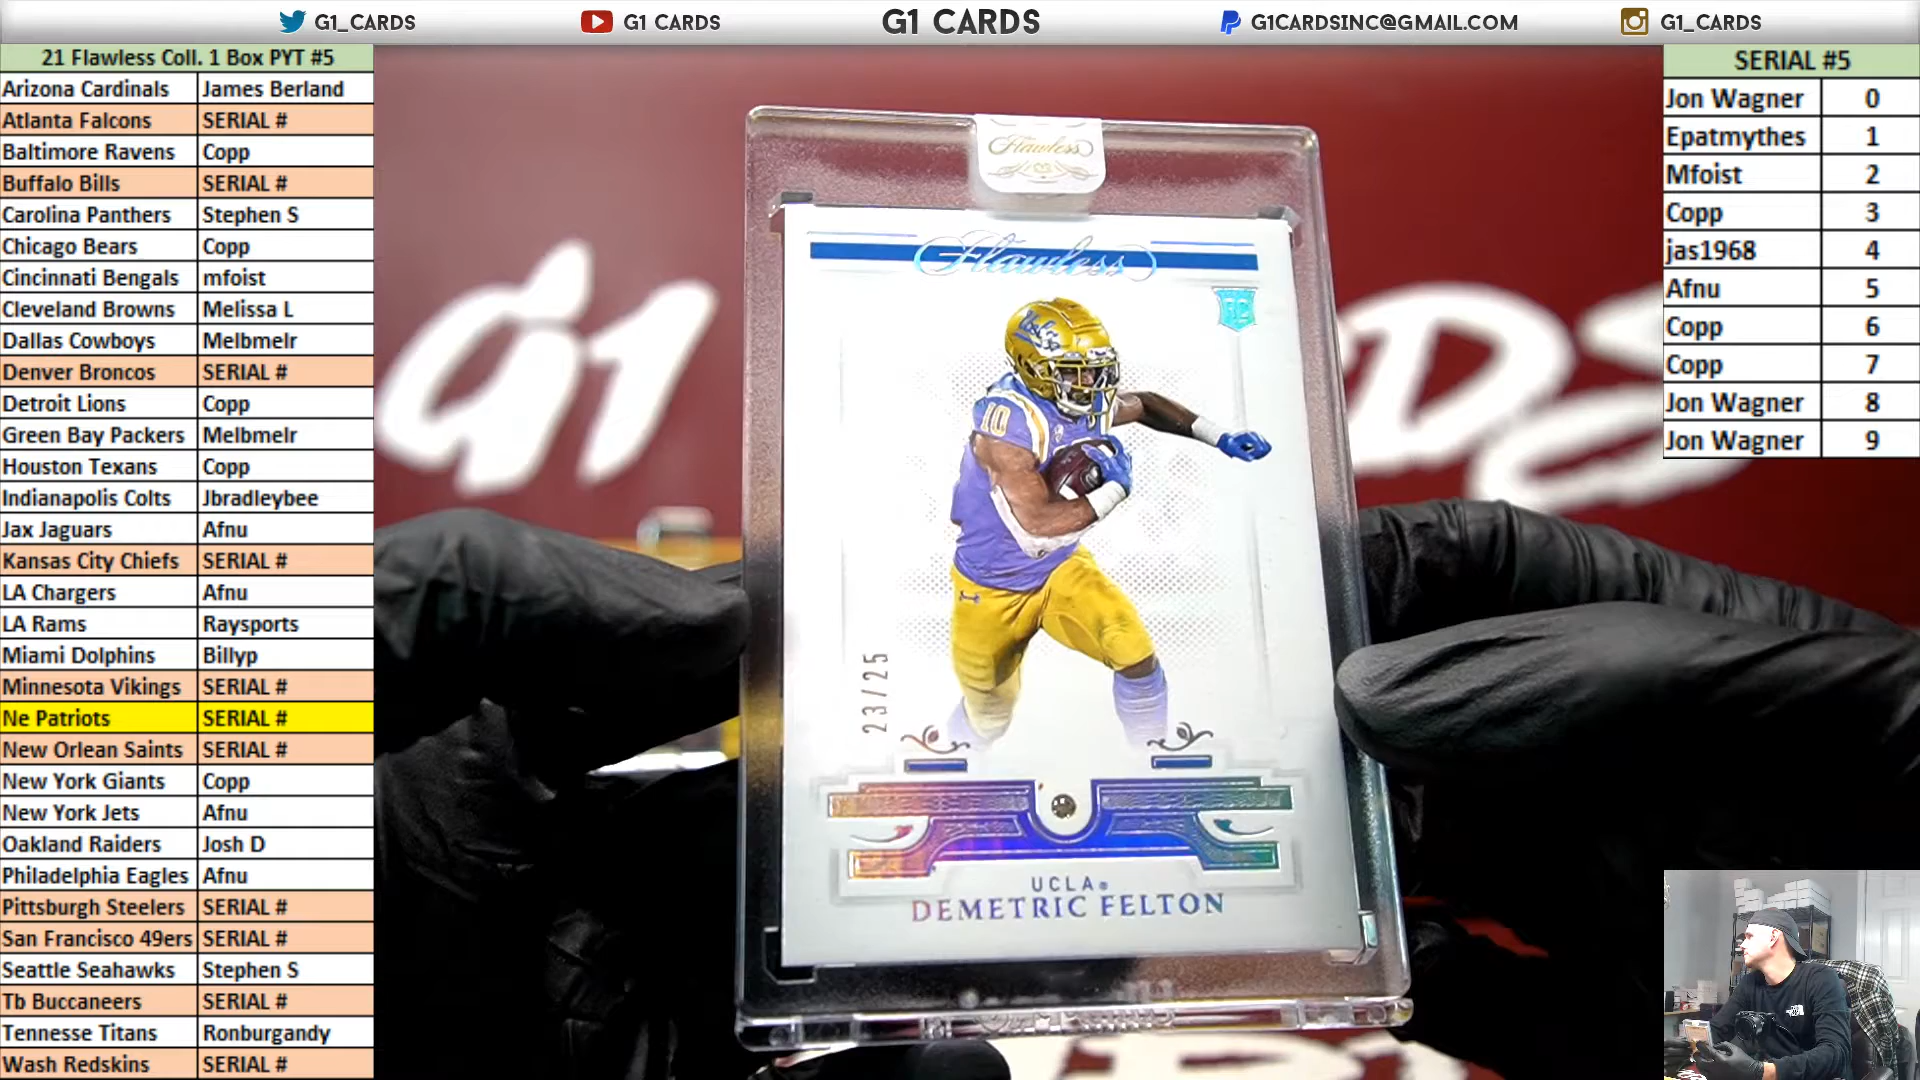 G1_CARDS
G1 CARDS
G1 CARDS
G1CARDSINC@GMAIL.COM
G1_CARDS
21 Flawless Coll. 1 Box PYT #5
Arizona Cardinals James Berland
Atlanta Falcons SERIAL #
Baltimore Ravens Copp
Buffalo Bills SERIAL #
Carolina Panthers Stephen S
Chicago Bears Copp
Cincinnati Bengals mfoist
Cleveland Browns Melissa L
Dallas Cowboys Melbmelr
Denver Broncos SERIAL #
Detroit Lions Copp
Green Bay Packers Melbmelr
Houston Texans Copp
Indianapolis Colts Jbradleybee
Jax Jaguars Afnu
Kansas City Chiefs SERIAL #
LA Chargers Afnu
LA Rams Raysports
Miami Dolphins Billyp
Minnesota Vikings SERIAL #
Ne Patriots SERIAL #
New Orlean Saints SERIAL #
New York Giants Copp
New York Jets Afnu
Oakland Raiders Josh D
Philadelphia Eagles Afnu
Pittsburgh Steelers SERIAL #
San Francisco 49ers SERIAL #
Seattle Seahawks Stephen S
Tb Buccaneers SERIAL #
Tennesse Titans Ronburgandy
Wash Redskins SERIAL #
Flawless
Flawless
RC
Ucla
10
23/25
UCLA
DEMETRIC FELTON
G1
SERIAL #5
Jon Wagner 0
Epatmythes 1
Mfoist 2
Copp 3
jas1968 4
Afnu 5
Copp 6
Copp 7
Jon Wagner 8
Jon Wagner 9